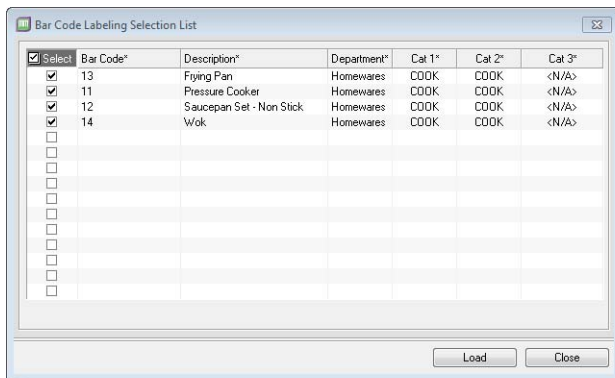 Bar Code Labeling Selection List
Select Bar Code* Description* Department* Cat 1* Cat 2* Cat 3*
13 Frying Pan Homewares COOK COOK <N/A>
11 Pressure Cooker Homewares COOK COOK <N/A>
12 Saucepan Set - Non Stick Homewares COOK COOK <N/A>
14 Wok Homewares COOK COOK <N/A>
Load Close